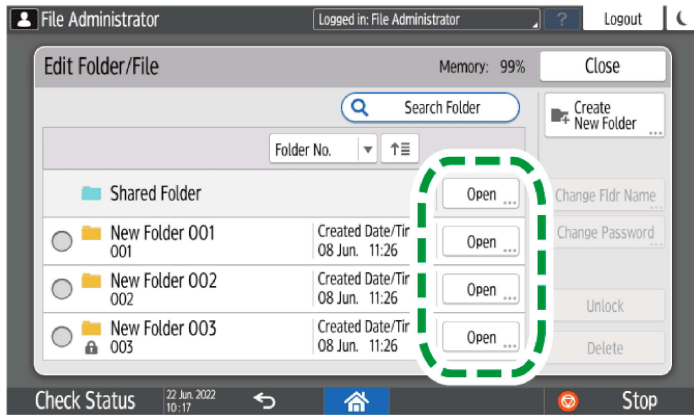 File Administrator
Logged in: File Administrator
?
Logout
Edit Folder/File
Memory: 99%
Close
Search Folder
Create
New Folder
...
Folder No.
Shared Folder
Open ...
Change Fldr Name
...
New Folder 001
001
Created Date/Tir
08 Jun. 11:26
Open ...
Change Password
...
New Folder 002
002
Created Date/Tir
08 Jun. 11:26
Open ...
Unlock
New Folder 003
003
Created Date/Tir
08 Jun. 11:26
Open ...
Delete
Check Status
22 Jun. 2022
10:17
Stop